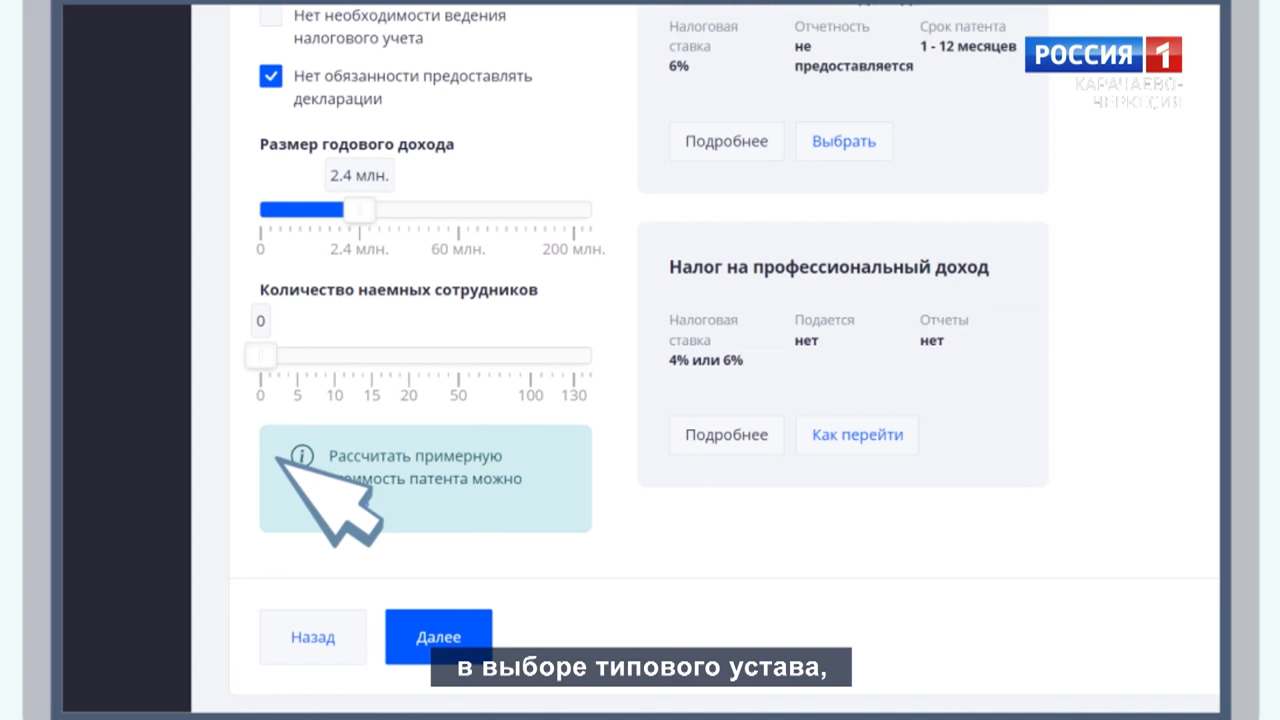 Нет необходимости ведения
налогового учета
Нет обязанности предоставлять
декларации
Размер годового дохода
2.4 млн.
0 2.4 млн. 60 млн. 200 млн.
Количество наемных сотрудников
0
0 5 10 15 20 50 100 130
Рассчитать примерную
стоимость патента можно
Назад Далее
Налоговая Отчетность Срок патента
ставка не 1 - 12 месяцев
6% предоставляется
Подробнее Выбрать
Налог на профессиональный доход
Налоговая Подается Отчеты
ставка нет нет
4% или 6%
Подробнее Как перейти
РОССИЯ 1
КАРАЧАЕВО-
ЧЕРКЕСИЯ
в выборе типового устава,